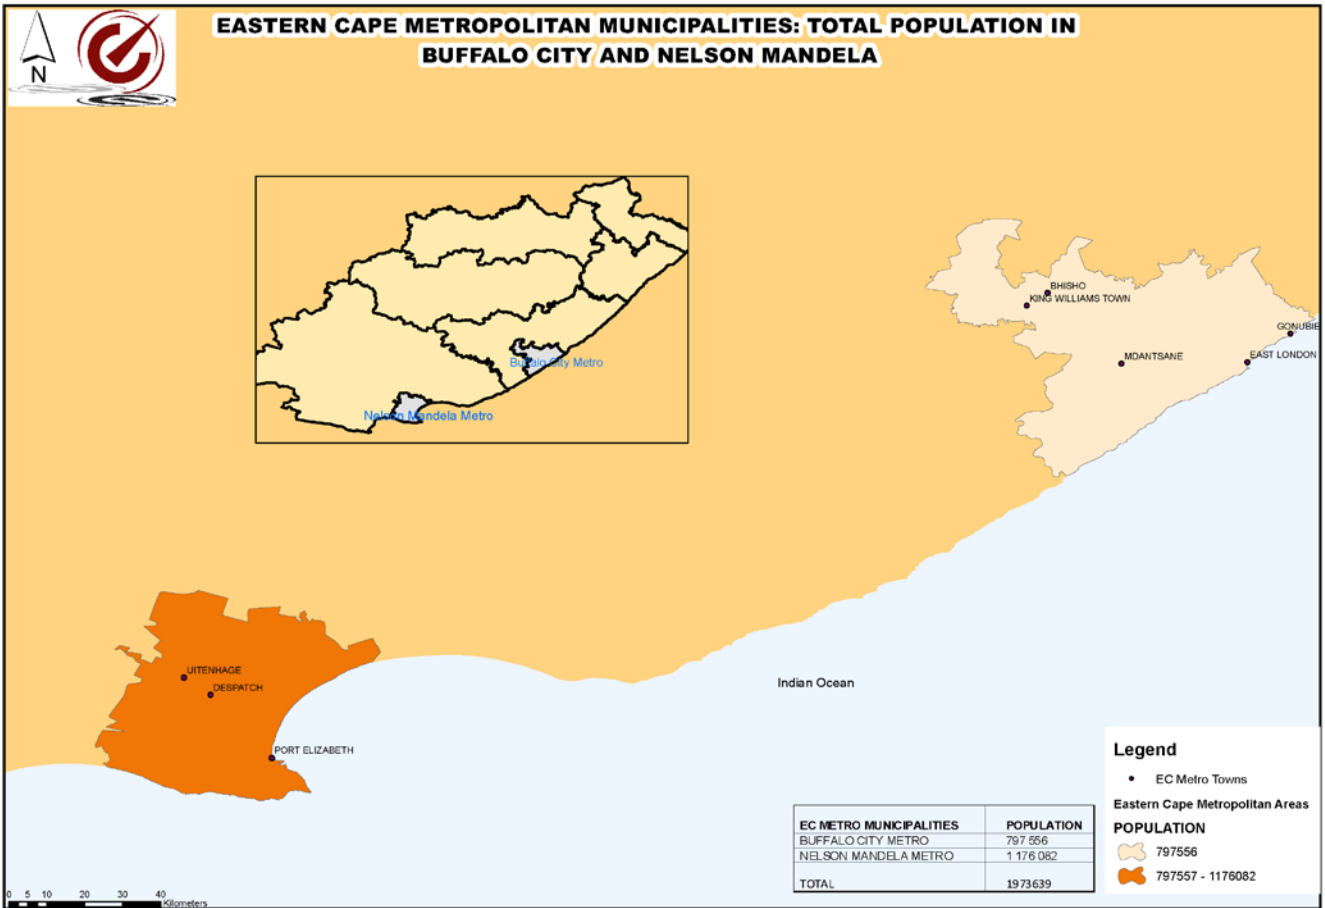 EASTERN CAPE METROPOLITAN MUNICIPALITIES: TOTAL POPULATION IN
BUFFALO CITY AND NELSON MANDELA
N
Buffalo City Metro
Nelson Mandela Metro
BHISHO
KING WILLIAMS TOWN
GONUBIE
MDANTSANE
EAST LONDON
UITENHAGE
DESPATCH
PORT ELIZABETH
Indian Ocean
EC METRO MUNICIPALITIES POPULATION
BUFFALO CITY METRO 797 556
NELSON MANDELA METRO 1 176 082
TOTAL 1973639
Legend
EC Metro Towns
Eastern Cape Metropolitan Areas
POPULATION
797556
797557 - 1176082
0 5 10 20 30 40
Kilometers